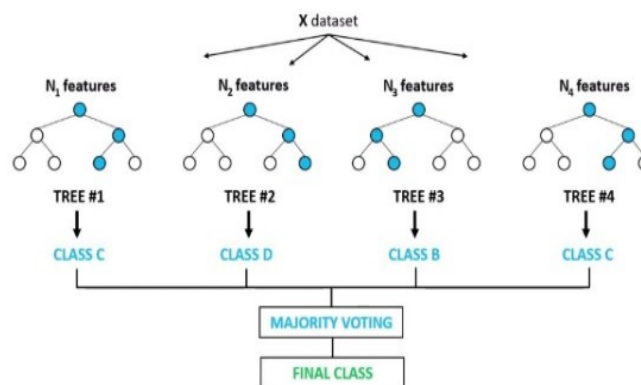 X dataset
N1 features N2 features N3 features N4 features
TREE #1 TREE #2 TREE #3 TREE #4
CLASS C CLASS D CLASS B CLASS C
MAJORITY VOTING
FINAL CLASS